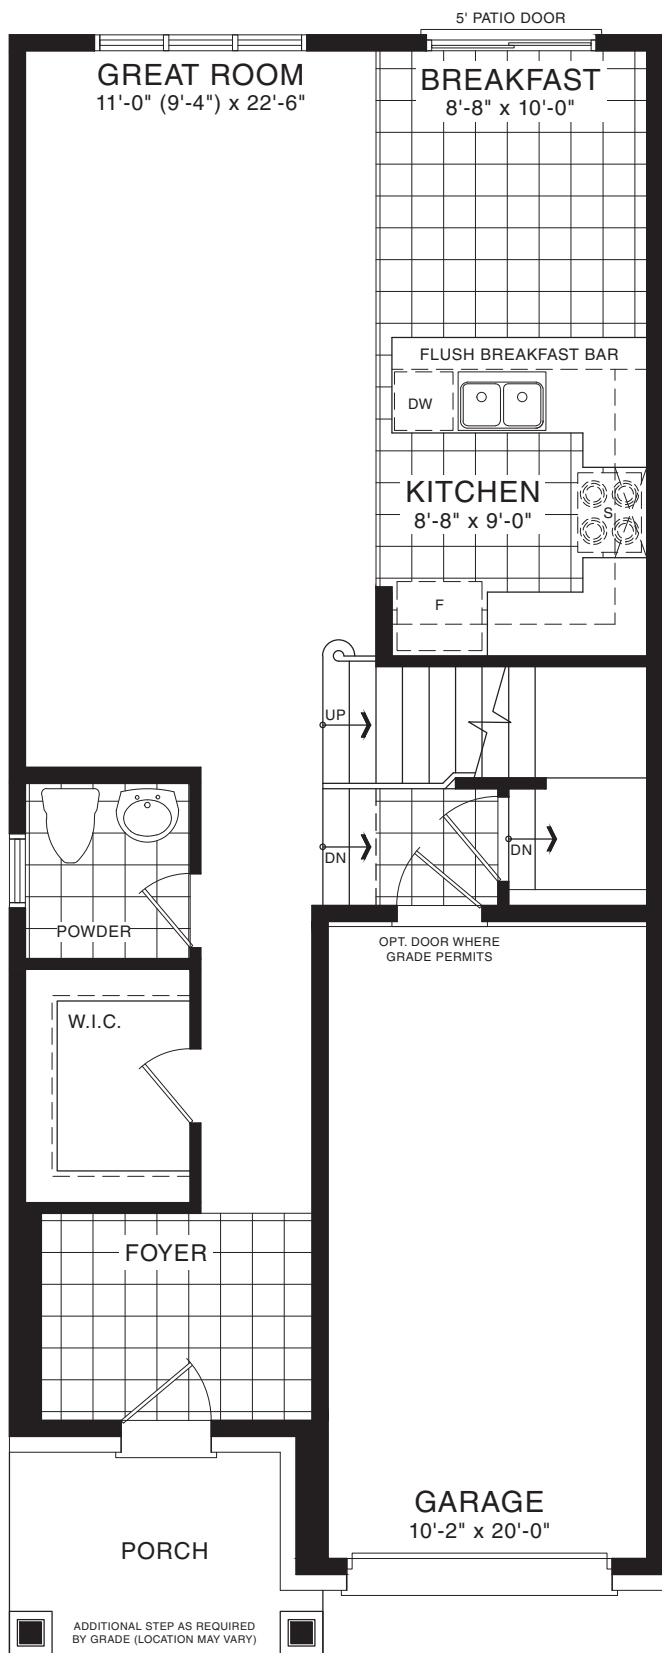 5' PATIO DOOR
GREAT ROOM
11'-0" (9'-4") x 22'-6"
BREAKFAST
8'-8" x 10'-0"
FLUSH BREAKFAST BAR
DW
KITCHEN
8'-8" x 9'-0"
S
F
UP
DN
DN
POWDER
OPT. DOOR WHERE
GRADE PERMITS
W.I.C.
FOYER
GARAGE
10'-2" x 20'-0"
PORCH
ADDITIONAL STEP AS REQUIRED
BY GRADE (LOCATION MAY VARY)